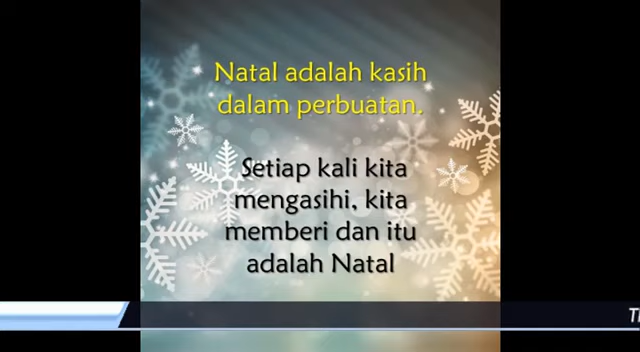 Natal adalah kasih
dalam perbuatan.
Setiap kali kita
mengasihi, kita
memberi dan itu
adalah Natal